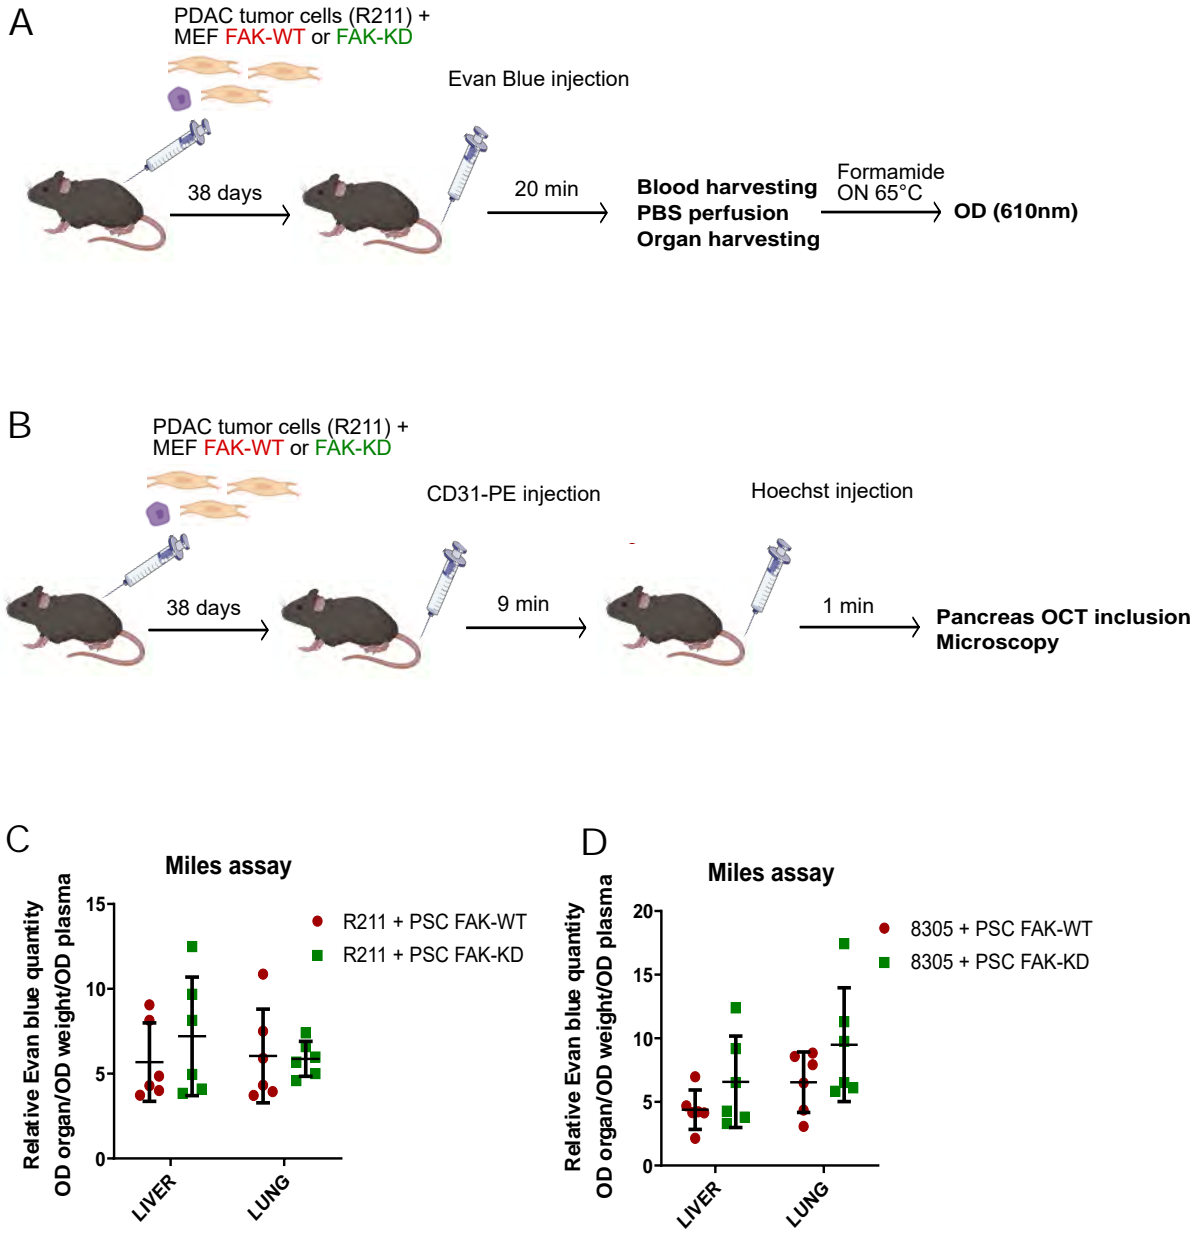 A
PDAC tumor cells (R211) +
MEF FAK-WT or FAK-KD
Evan Blue injection
38 days
20 min
Blood harvesting
PBS perfusion
Organ harvesting
Formamide
ON 65°C
OD (610nm)
B
PDAC tumor cells (R211) +
MEF FAK-WT or FAK-KD
CD31-PE injection
Hoechst injection
38 days
9 min
1 min
Pancreas OCT inclusion
Microscopy
C
Miles assay
Relative Evan blue quantity
OD organ/OD weight/OD plasma
15
10
5
0
R211 + PSC FAK-WT
R211 + PSC FAK-KD
LIVER
LUNG
D
Miles assay
Relative Evan blue quantity
OD organ/OD weight/OD plasma
20
15
10
5
0
8305 + PSC FAK-WT
8305 + PSC FAK-KD
LIVER
LUNG